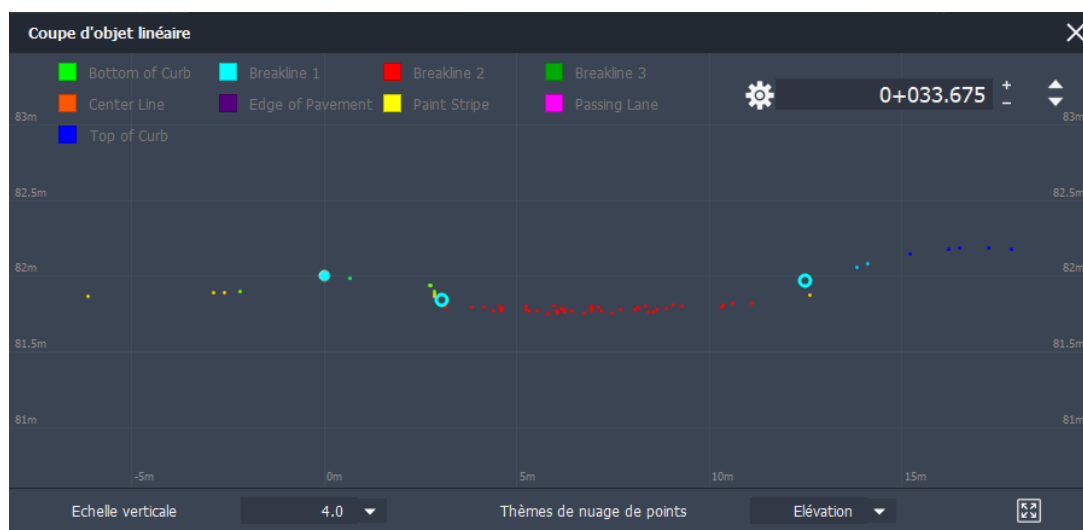 Coupe d'objet linéaire
Bottom of Curb Breakline 1 Breakline 2 Breakline 3
Center Line Edge of Pavement Paint Stripe Passing Lane
Top of Curb
0+033.675 + −
83m 83m
82.5m 82.5m
82m 82m
81.5m 81.5m
81m 81m
-5m 0m 5m 10m 15m
Echelle verticale 4.0 Thèmes de nuage de points Elévation